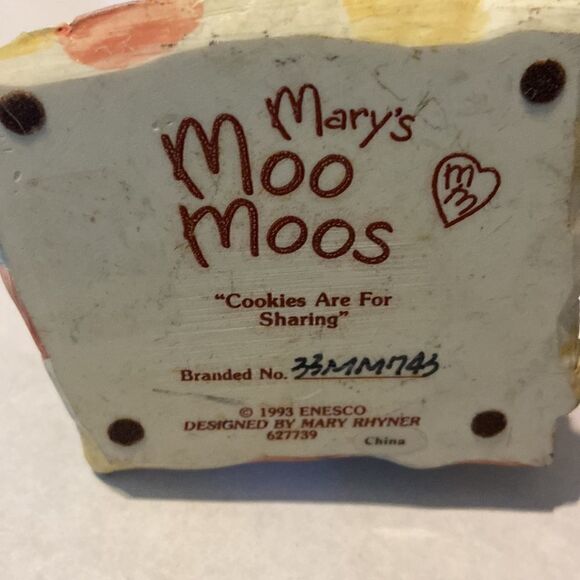 Mary's
Moo
Moos
m
m
"Cookies Are For
Sharing"
Branded No. 33MM743
© 1993 ENESCO
DESIGNED BY MARY RHYNER
627739
China